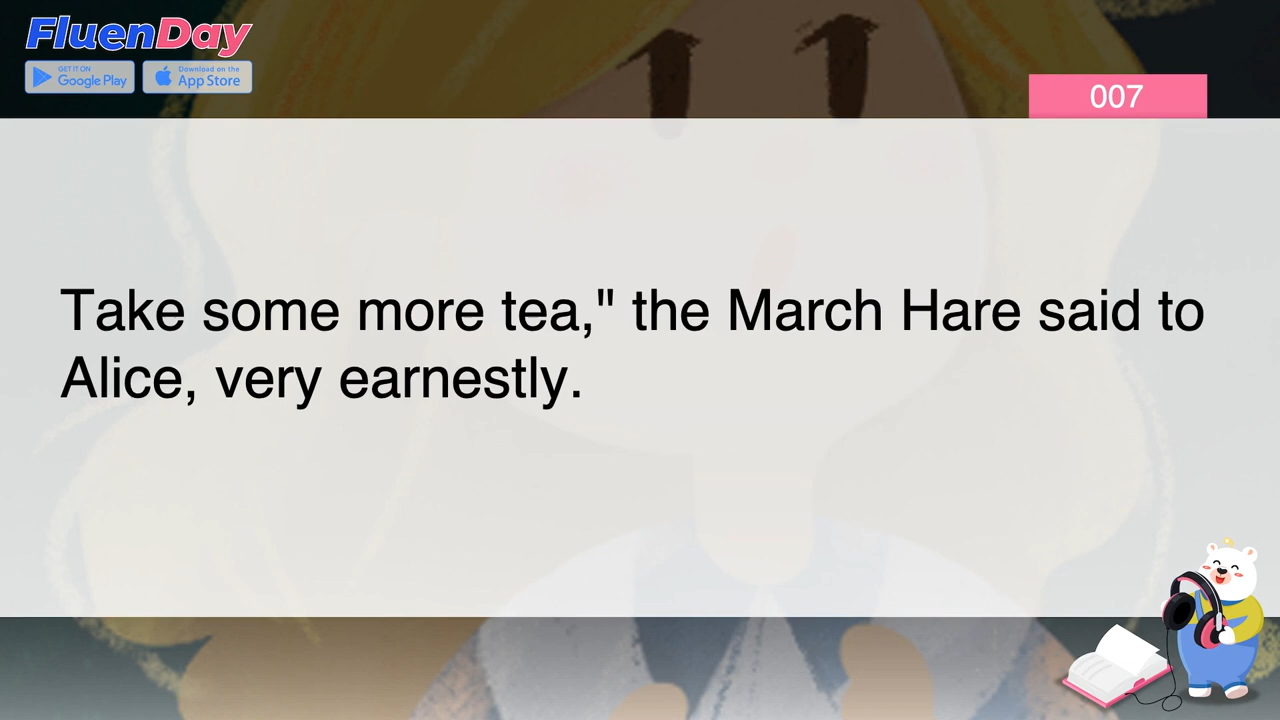 FluenDay
GET IT ON
Google Play
Download on the
App Store
007
Take some more tea," the March Hare said to
Alice, very earnestly.